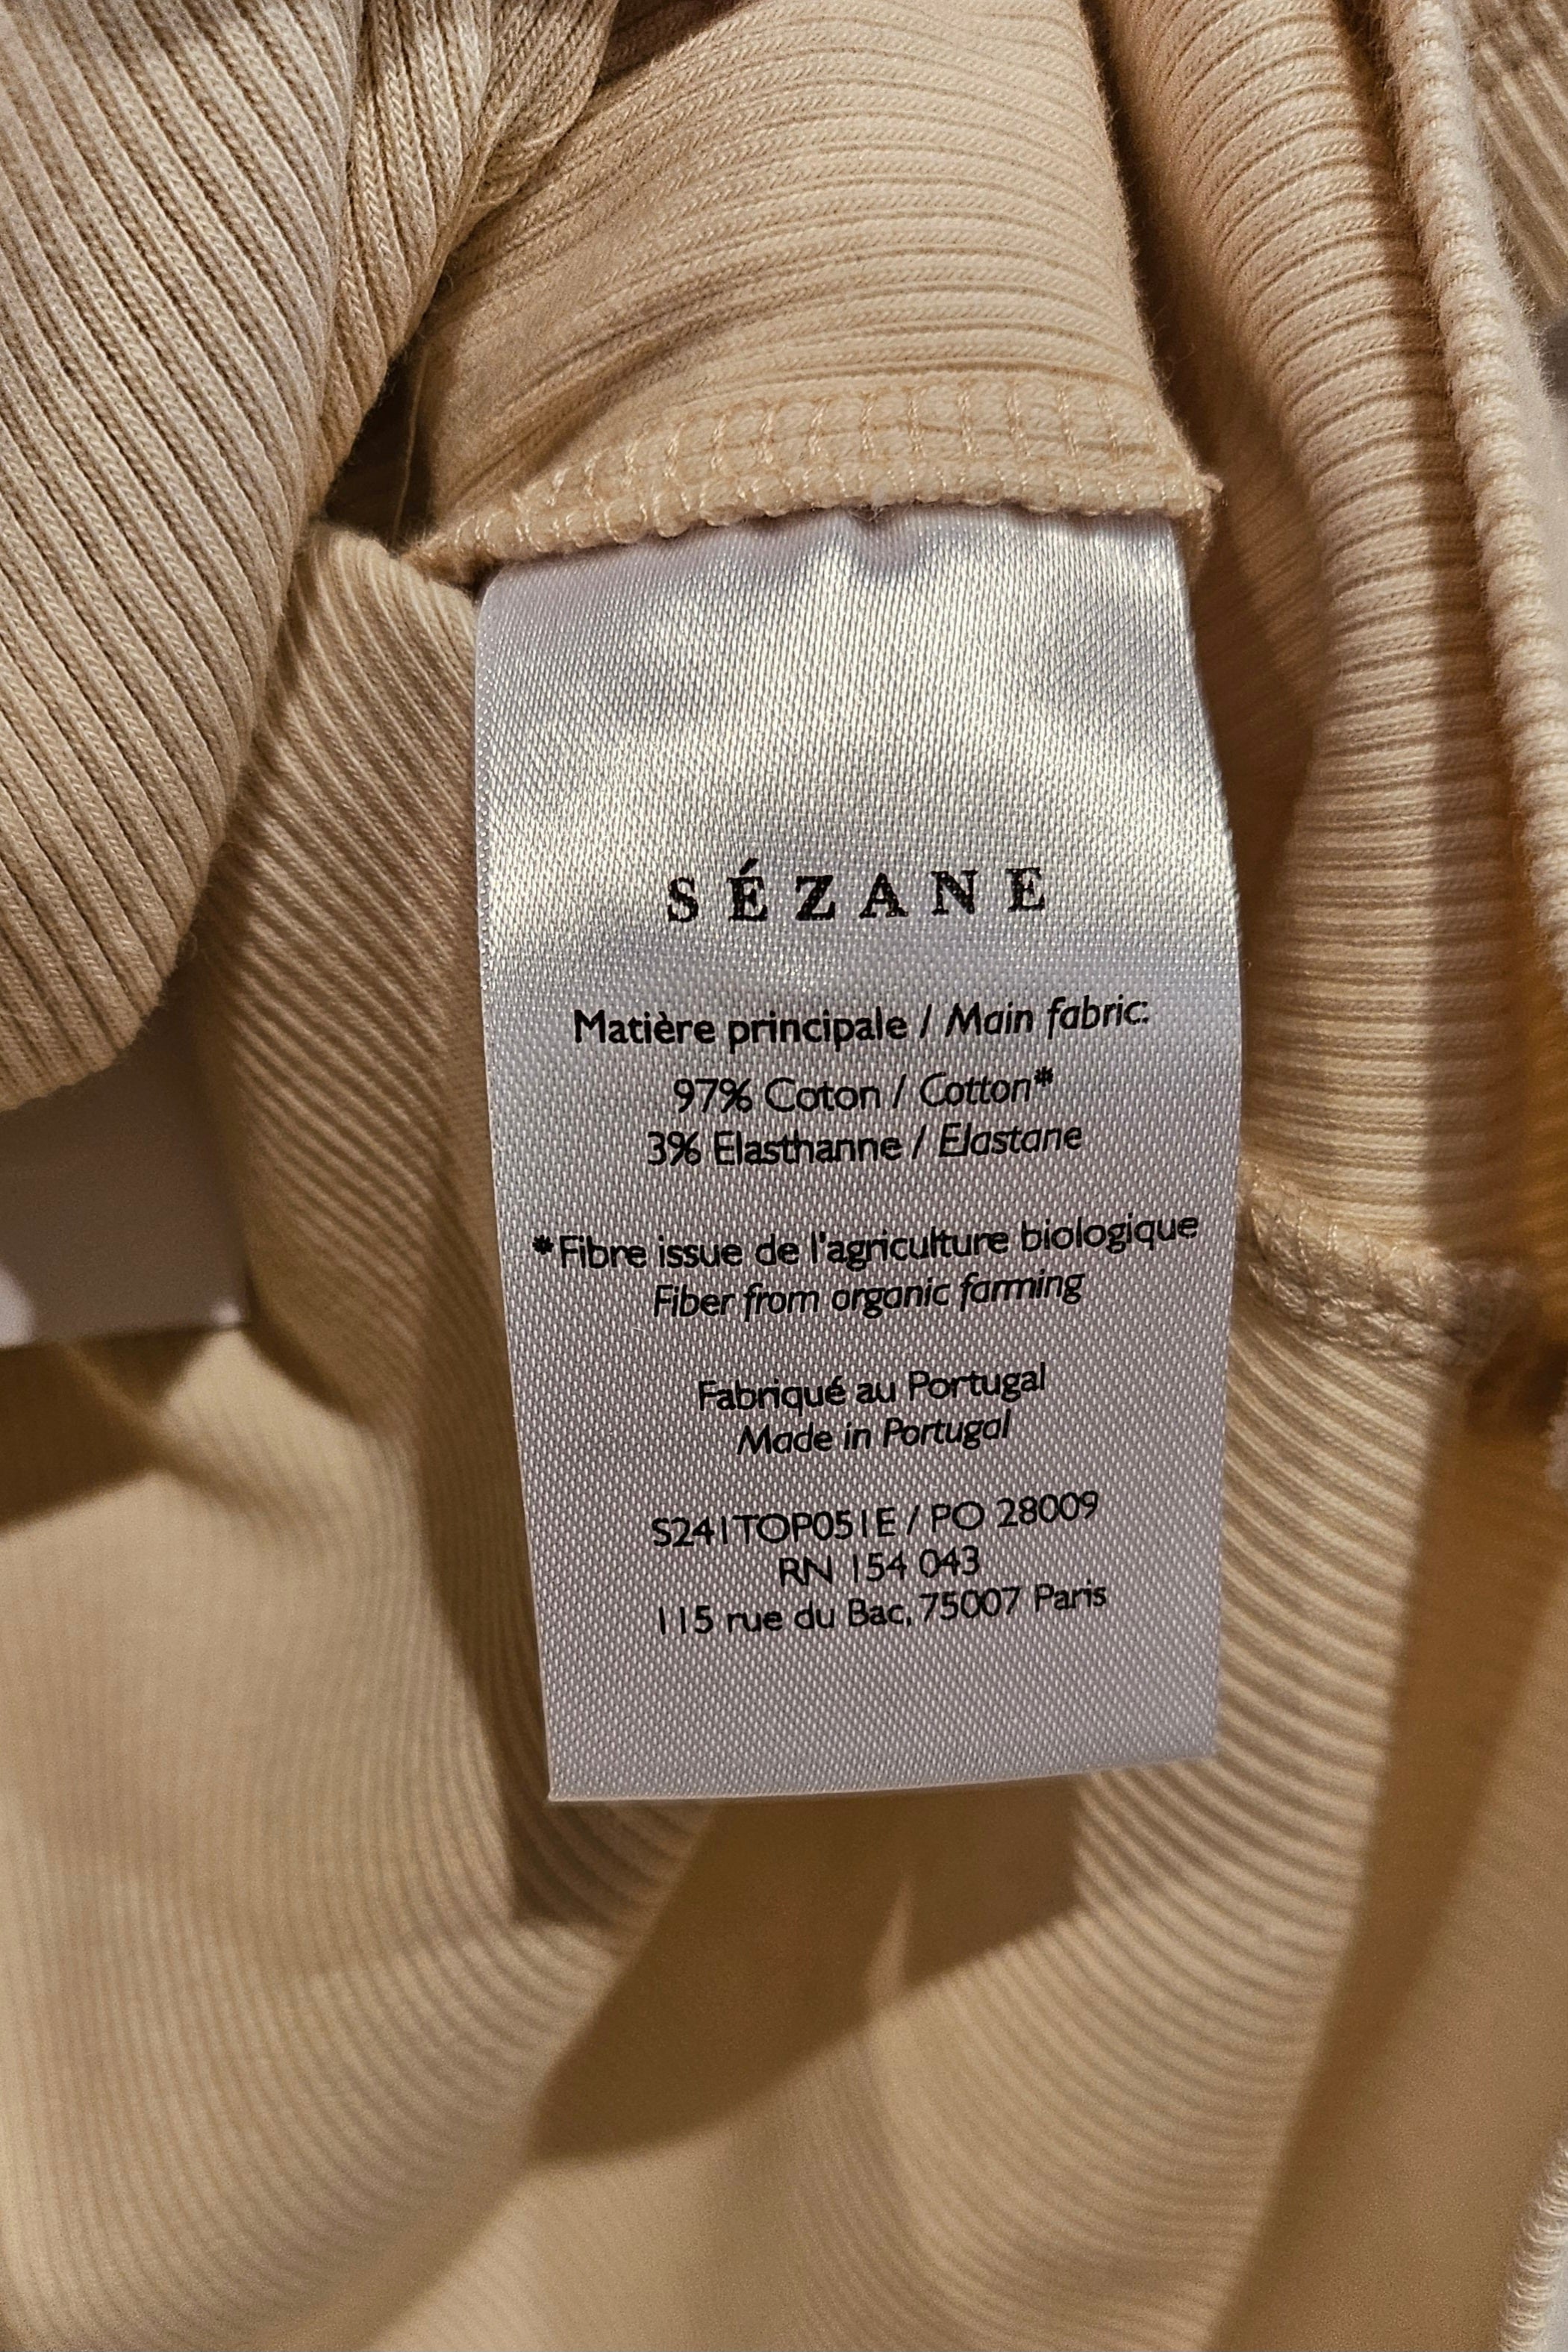 SÉZANE
Matière principale / Main fabric:
97% Coton / Cotton*
3% Elasthanne / Elastane
*Fibre issue de l'agriculture biologique
Fiber from organic farming
Fabriqué au Portugal
Made in Portugal
S241TOP051E / PO 28009
RN 154 043
115 rue du Bac, 75007 Paris